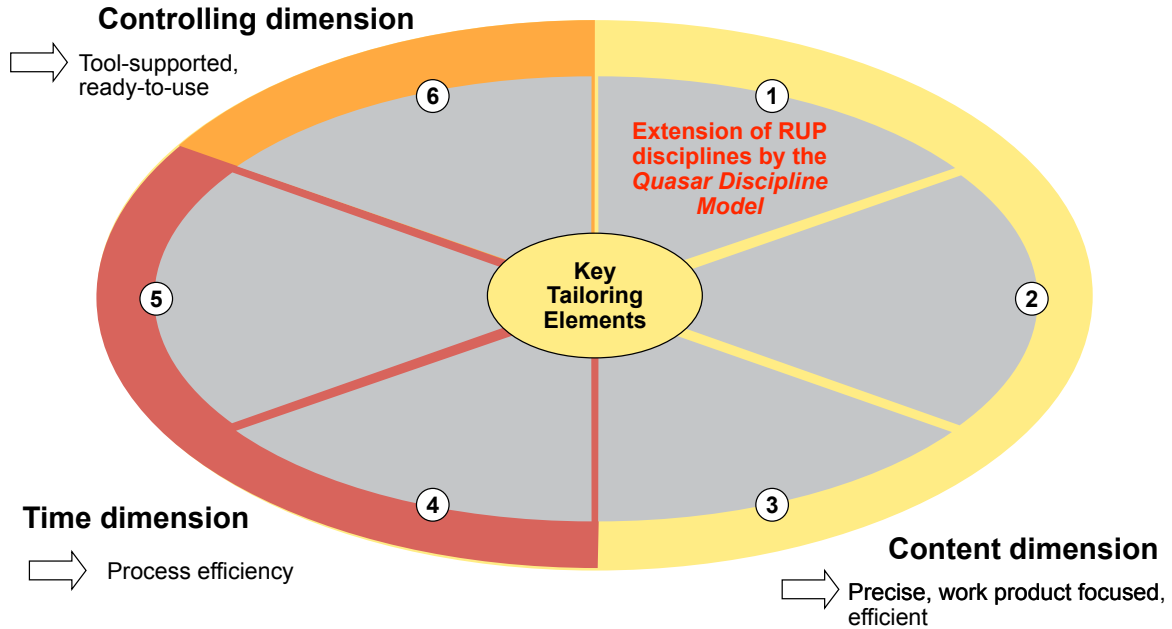 Controlling dimension
Tool-supported,
ready-to-use
6
1
Extension of RUP
disciplines by the
Quasar Discipline
Model
Key
Tailoring
Elements
5
2
4
3
Time dimension
Process efficiency
Content dimension
Precise, work product focused,
efficient